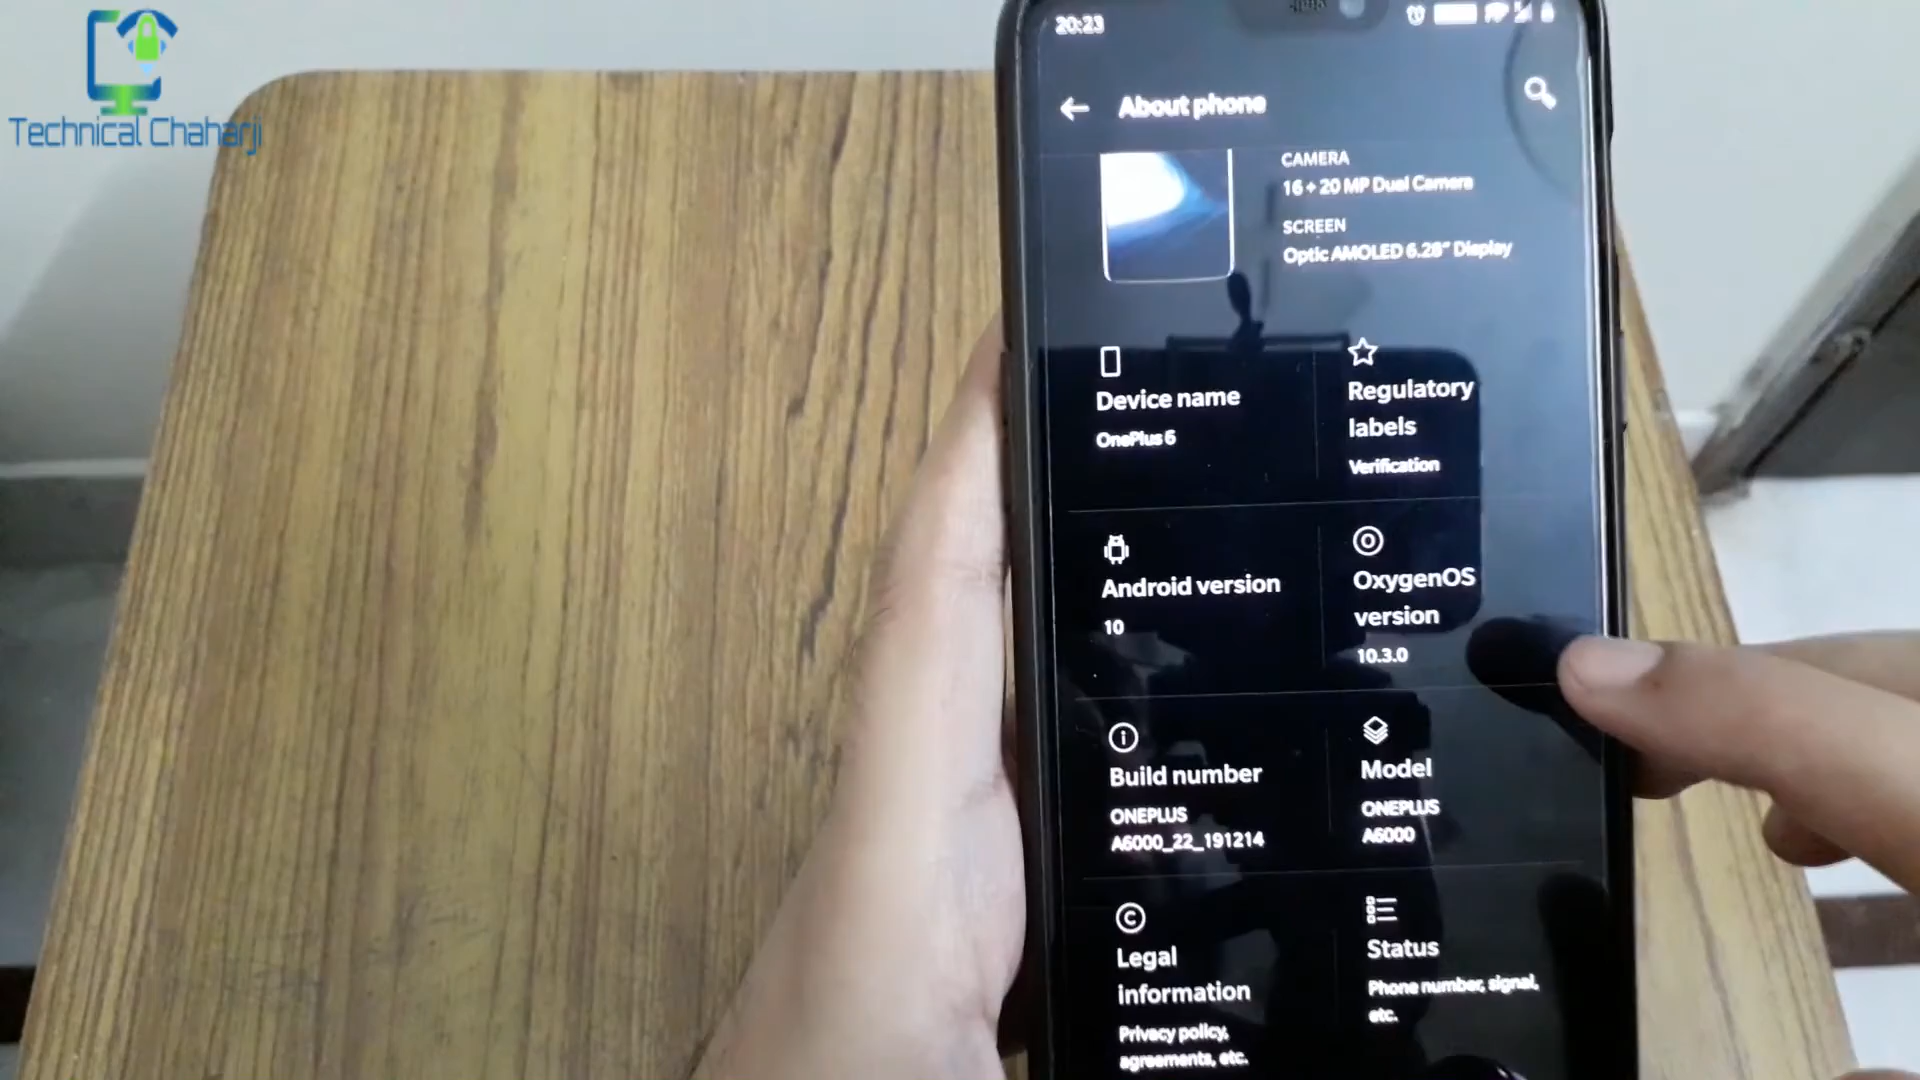 Technical Chaharji
20:23
About phone
CAMERA
16 + 20 MP Dual Camera
SCREEN
Optic AMOLED 6.28" Display
Device name
OnePlus 6
Regulatory
labels
Verification
Android version
10
OxygenOS
version
10.3.0
Build number
ONEPLUS
A6000_22_191214
Model
ONEPLUS
A6000
Legal
information
Privacy policy,
agreements, etc.
Status
Phone number, signal,
etc.